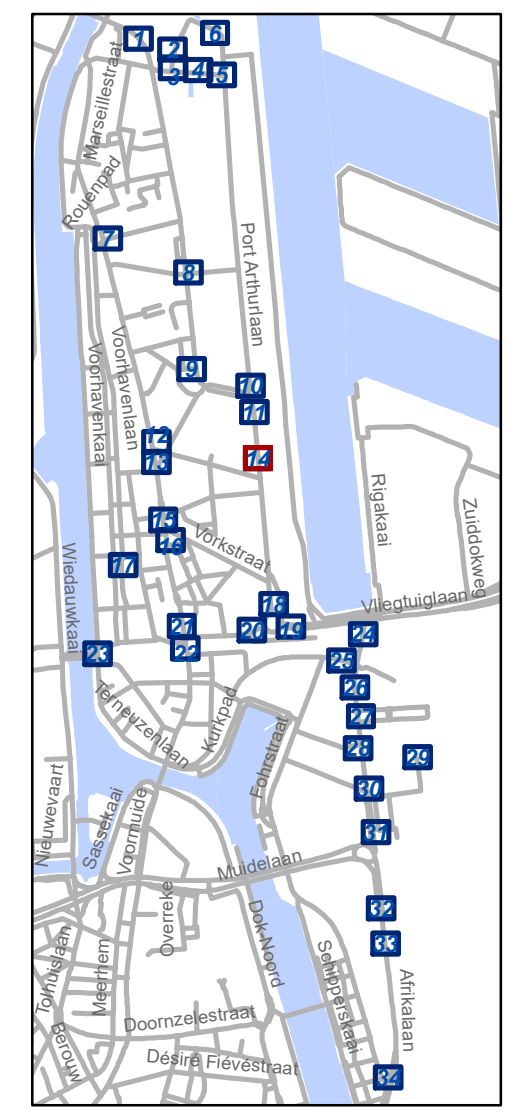 1
2
3
4
5
6
Marseillestraat
Rouenpad
7
8
Port Arthurlaan
Voorhavenlaan
Voorhavenkaai
9
10
11
12
13
14
Rigakaai
Zuiddokweg
15
16
Vorkstraat
17
Wiedauwkaai
Vliegtuiglaan
18
19
20
21
22
23
24
25
26
27
28
29
30
31
Terneuzenlaan
Kurkpad
Fohrstraat
Nieuwevaart
Sassekaai
Voormuide
Muidelaan
Overreke
32
33
Dok-Noord
Schipperskaai
Afrikalaan
Tolhuislaan
Meerhem
Doornzelestraat
Berouw
Désiré Fiévéstraat
34